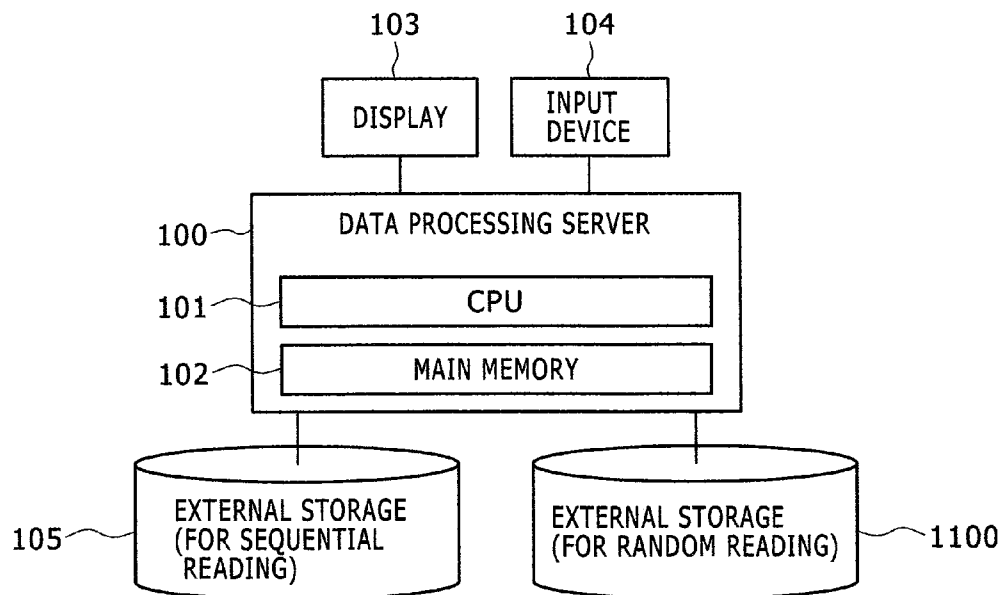 103
104
DISPLAY
INPUT
DEVICE
100
DATA PROCESSING SERVER
101
CPU
102
MAIN MEMORY
105
EXTERNAL STORAGE
(FOR SEQUENTIAL
READING)
EXTERNAL STORAGE
(FOR RANDOM READING)
1100